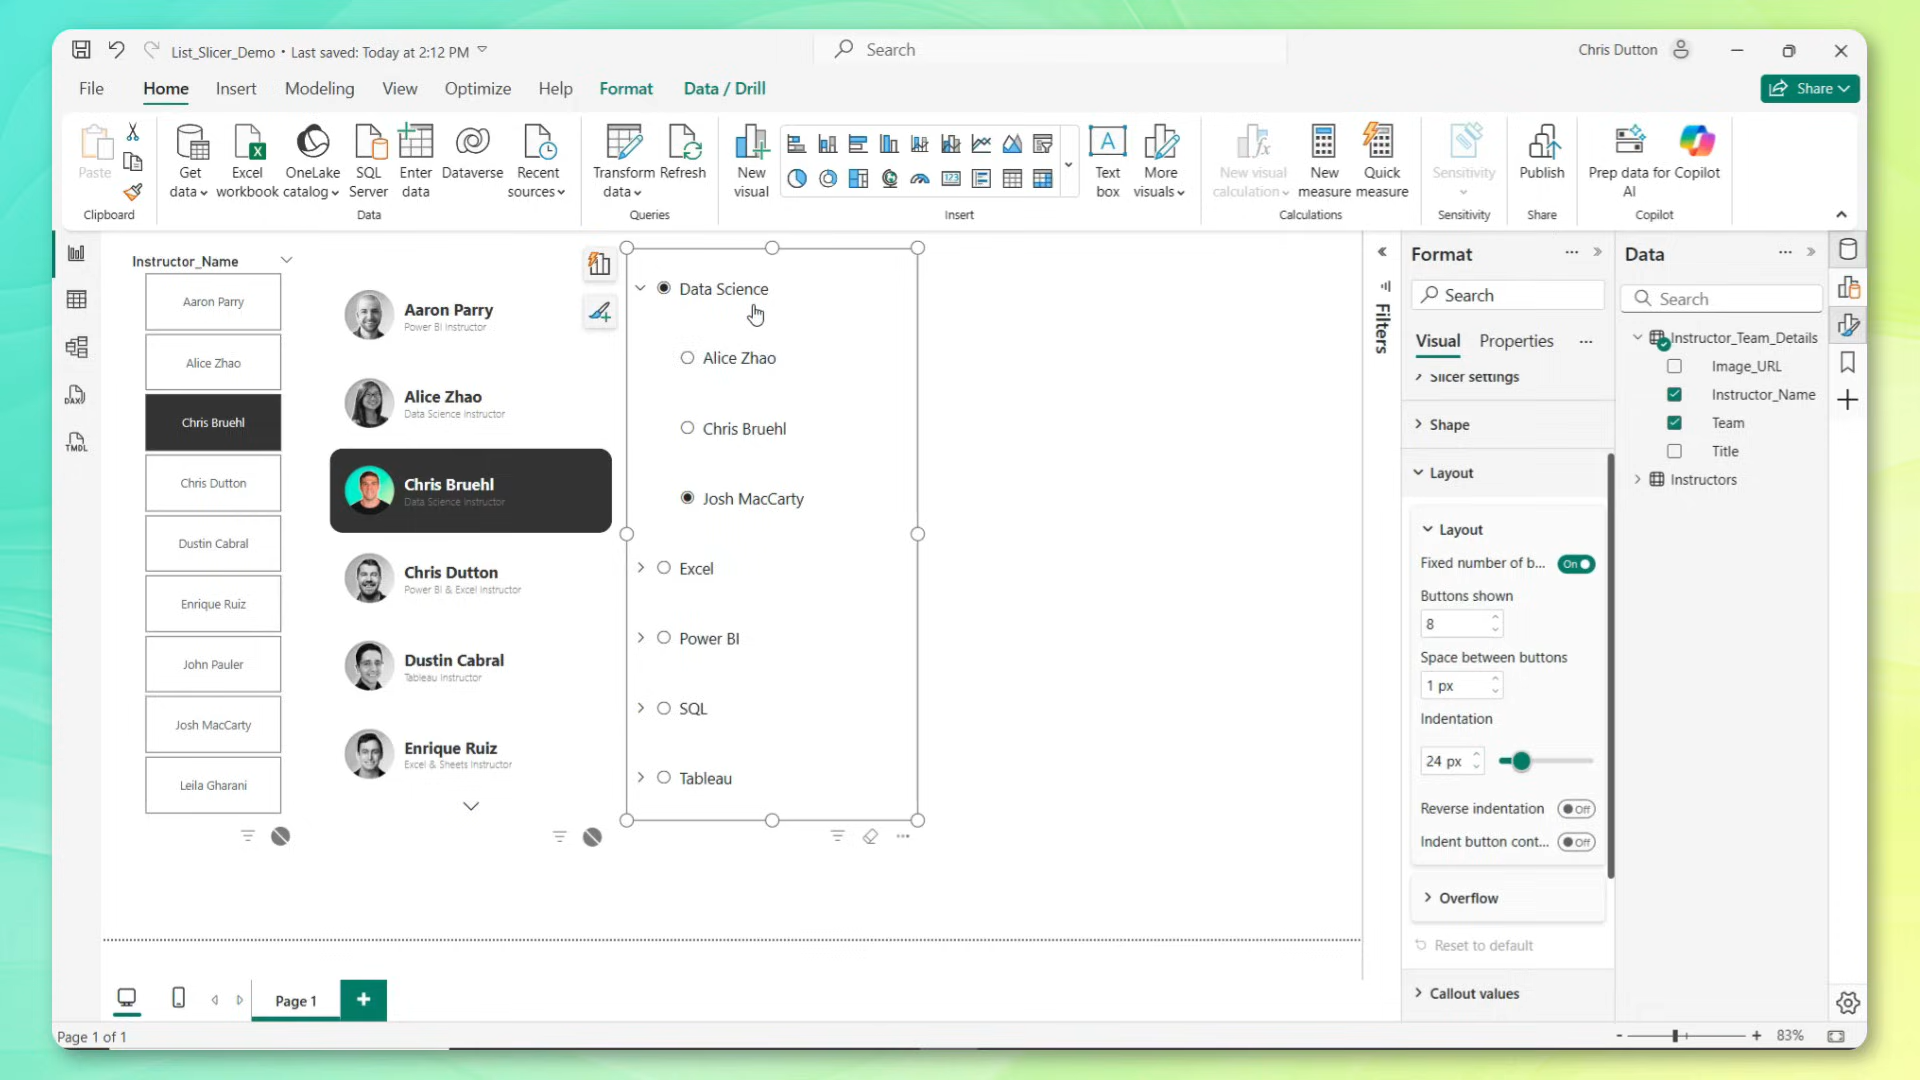 List_Slicer_Demo • Last saved: Today at 2:12 PM
Search
Chris Dutton
File
Home
Insert
Modeling
View
Optimize
Help
Format
Data / Drill
Share
Paste
Get
data
Excel
workbook
OneLake
catalog
SQL
Server
Enter
data
Dataverse
Recent
sources
Transform
data
Refresh
New
visual
123
A
Text
box
More
visuals
New visual
calculation
New
measure
Quick
measure
Sensitivity
Publish
Prep data for
AI
Copilot
Clipboard
Data
Queries
Insert
Calculations
Sensitivity
Share
Copilot
DAX
TMDL
Instructor_Name
Aaron Parry
Alice Zhao
Chris Bruehl
Chris Dutton
Dustin Cabral
Enrique Ruiz
John Pauler
Josh MacCarty
Leila Gharani
Aaron Parry
Power BI Instructor
Alice Zhao
Data Science Instructor
Chris Bruehl
Data Science Instructor
Chris Dutton
Power BI & Excel Instructor
Dustin Cabral
Tableau Instructor
Enrique Ruiz
Excel & Sheets Instructor
Data Science
Alice Zhao
Chris Bruehl
Josh MacCarty
Excel
Power BI
SQL
Tableau
Filters
Format
Search
Visual
Properties
Slicer settings
Shape
Layout
Layout
Fixed number of b...
On
Buttons shown
8
Space between buttons
1 px
Indentation
24 px
Reverse indentation
Off
Indent button cont...
Off
Overflow
Reset to default
Callout values
Data
Search
Instructor_Team_Details
Image_URL
Instructor_Name
Team
Title
Instructors
Page 1
Page 1 of 1
83%